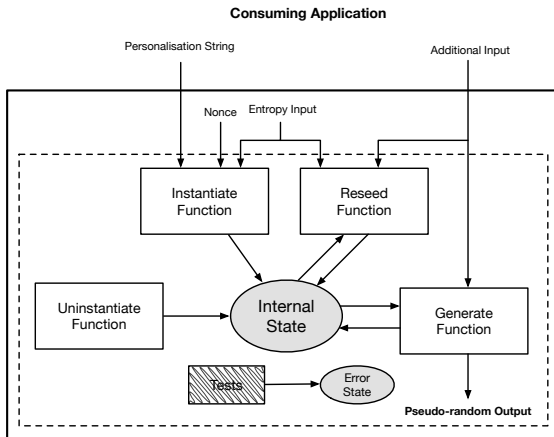 Consuming Application
Personalisation String
Additional Input
Nonce
Entropy Input
Instantiate
Function
Reseed
Function
Uninstantiate
Function
Internal
State
Generate
Function
Tests
Error
State
Pseudo-random Output